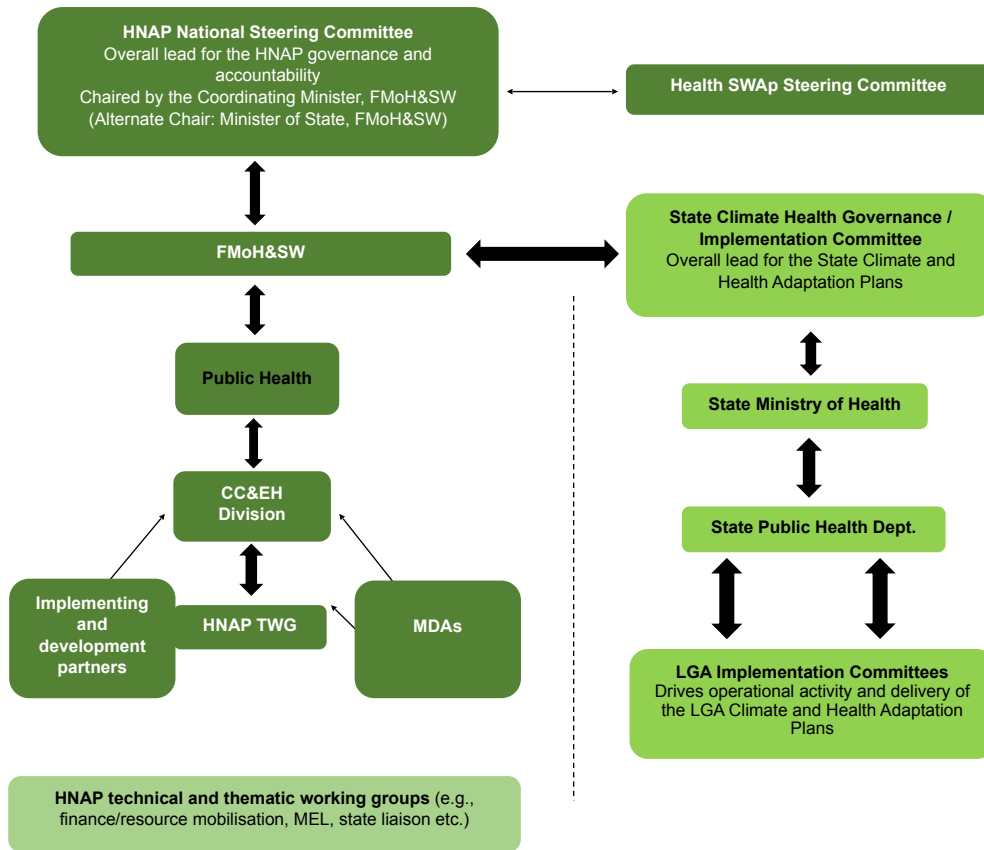 HNAP National Steering Committee
Overall lead for the HNAP governance and
accountability
Chaired by the Coordinating Minister, FMoH&SW
(Alternate Chair: Minister of State, FMoH&SW)
Health SWAp Steering Committee
FMoH&SW
State Climate Health Governance /
Implementation Committee
Overall lead for the State Climate and
Health Adaptation Plans
Public Health
State Ministry of Health
CC&EH
Division
State Public Health Dept.
Implementing
and
development
partners
HNAP TWG
MDAs
LGA Implementation Committees
Drives operational activity and delivery of
the LGA Climate and Health Adaptation
Plans
HNAP technical and thematic working groups (e.g.,
finance/resource mobilisation, MEL, state liaison etc.)